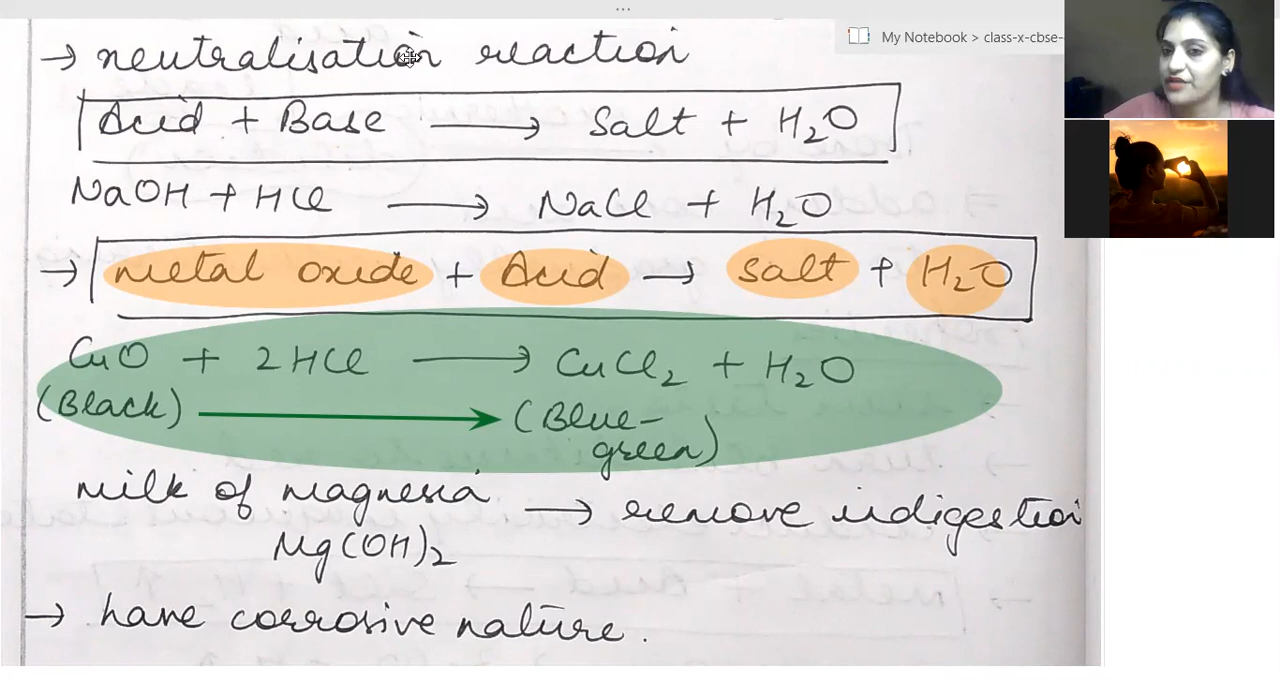 My Notebook > class-x-cbse-
→ neutralisation reaction
Acid + Base ⟶ Salt + H₂O
NaOH + HCl ⟶ NaCl + H₂O
→ metal oxide + Acid → salt + H₂O
CuO + 2HCl ⟶ CuCl₂ + H₂O
(Black) ⟶ (Blue-
green)
milk of magnesia → remove indigestion
Mg(OH)₂
→ have corrosive nature.